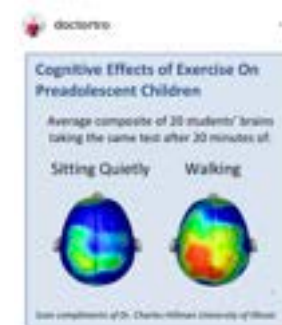 doctortro
Cognitive Effects of Exercise On
Preadolescent Children
Average composite of 20 students' brains
taking the same test after 20 minutes of:
Sitting Quietly
Walking
Scan compliments of Dr. Charles Hillman University of Illinois